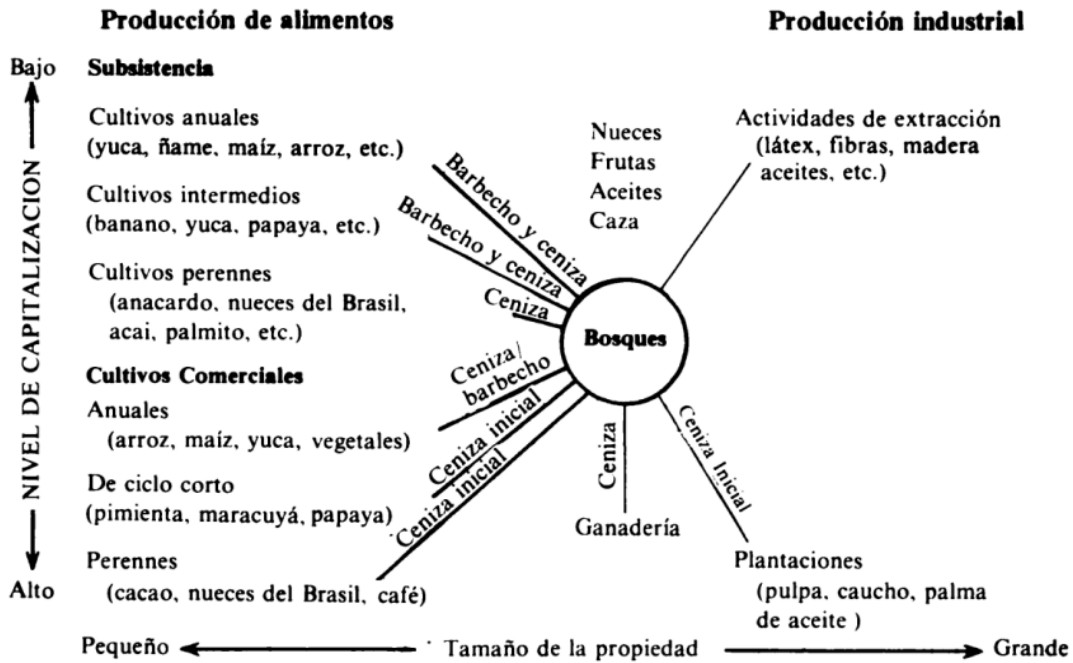 Producción de alimentos
Producción industrial
Bajo
Subsistencia
Cultivos anuales
(yuca, ñame, maíz, arroz, etc.)
Cultivos intermedios
(banano, yuca, papaya, etc.)
Cultivos perennes
(anacardo, nueces del Brasil,
acai, palmito, etc.)
Cultivos Comerciales
Anuales
(arroz, maíz, yuca, vegetales)
De ciclo corto
(pimienta, maracuyá, papaya)
Perennes
(cacao, nueces del Brasil, café)
NIVEL DE CAPITALIZACION
Alto
Barbecho y ceniza
Barbecho y ceniza
Ceniza
Ceniza/
barbecho
Ceniza inicial
Ceniza inicial
Nueces
Frutas
Aceites
Caza
Bosques
Actividades de extracción
(látex, fibras, madera
aceites, etc.)
Ceniza
Ganadería
Ceniza Inicial
Plantaciones
(pulpa, caucho, palma
de aceite )
Pequeño
Tamaño de la propiedad
Grande